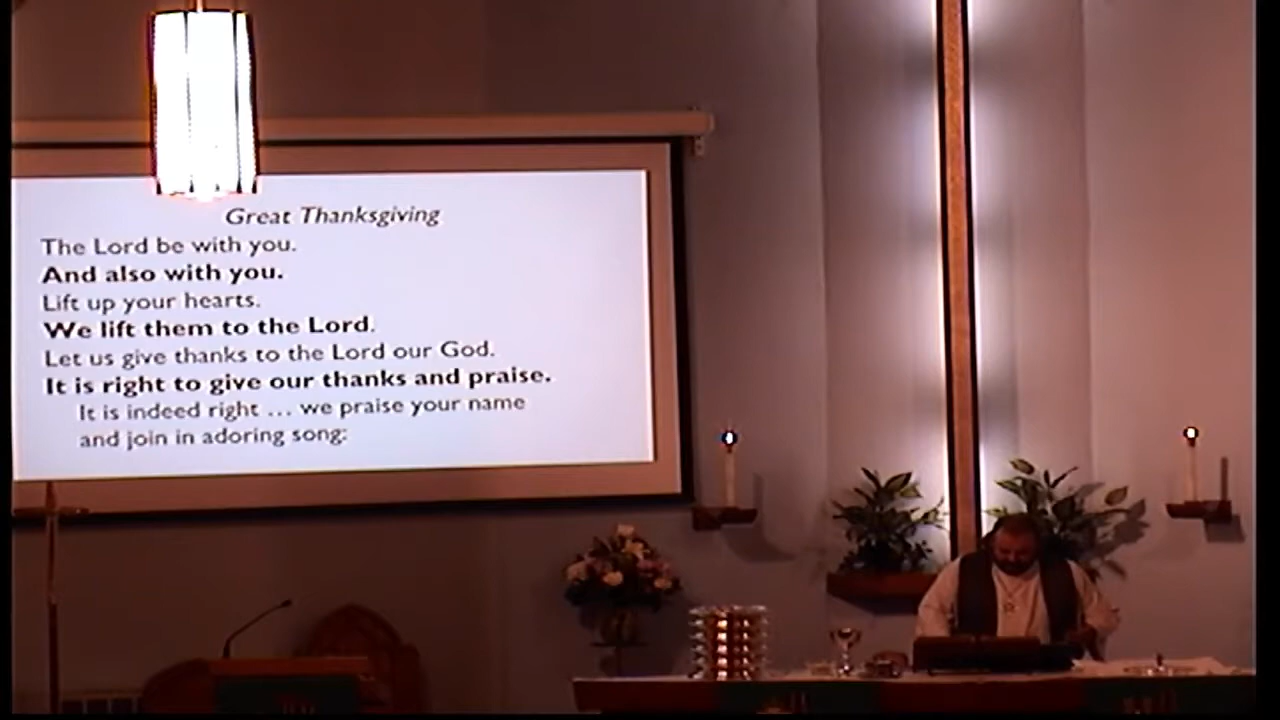 Great Thanksgiving
The Lord be with you.
And also with you.
Lift up your hearts.
We lift them to the Lord.
Let us give thanks to the Lord our God.
It is right to give our thanks and praise.
It is indeed right ... we praise your name
and join in adoring song: